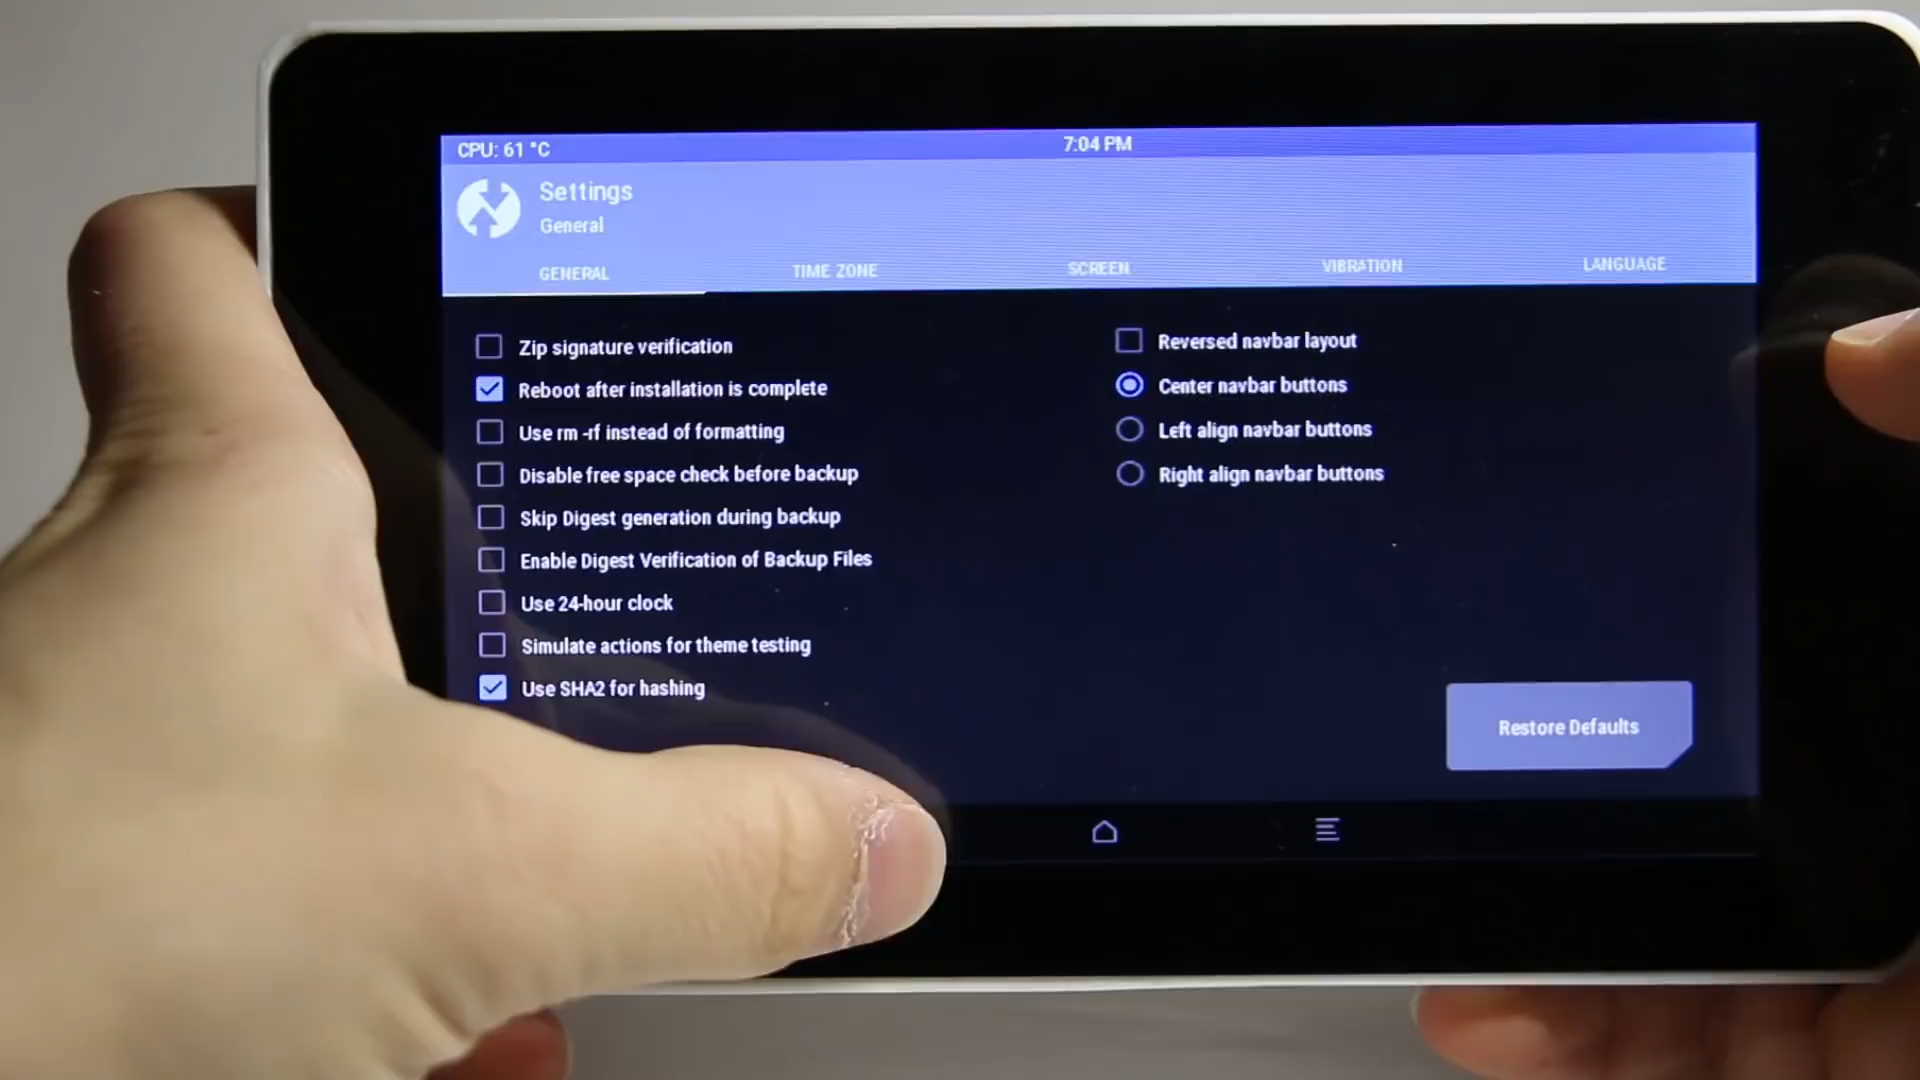 CPU: 61 °C
7:04 PM
Settings
General
GENERAL
TIME ZONE
SCREEN
VIBRATION
LANGUAGE
Zip signature verification
Reboot after installation is complete
Use rm -rf instead of formatting
Disable free space check before backup
Skip Digest generation during backup
Enable Digest Verification of Backup Files
Use 24-hour clock
Simulate actions for theme testing
Use SHA2 for hashing
Reversed navbar layout
Center navbar buttons
Left align navbar buttons
Right align navbar buttons
Restore Defaults